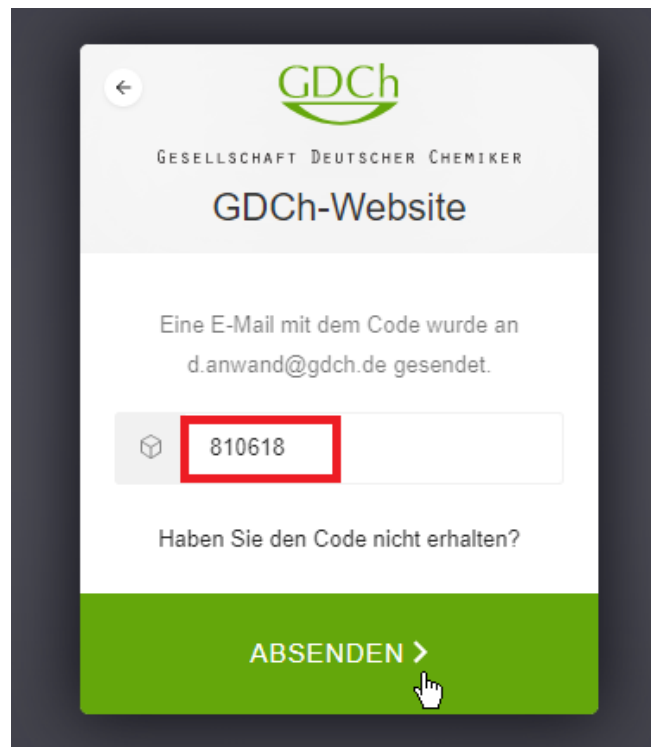 GDCh
Gesellschaft Deutscher Chemiker
GDCh-Website
Eine E-Mail mit dem Code wurde an
d.anwand@gdch.de gesendet.
810618
Haben Sie den Code nicht erhalten?
ABSENDEN